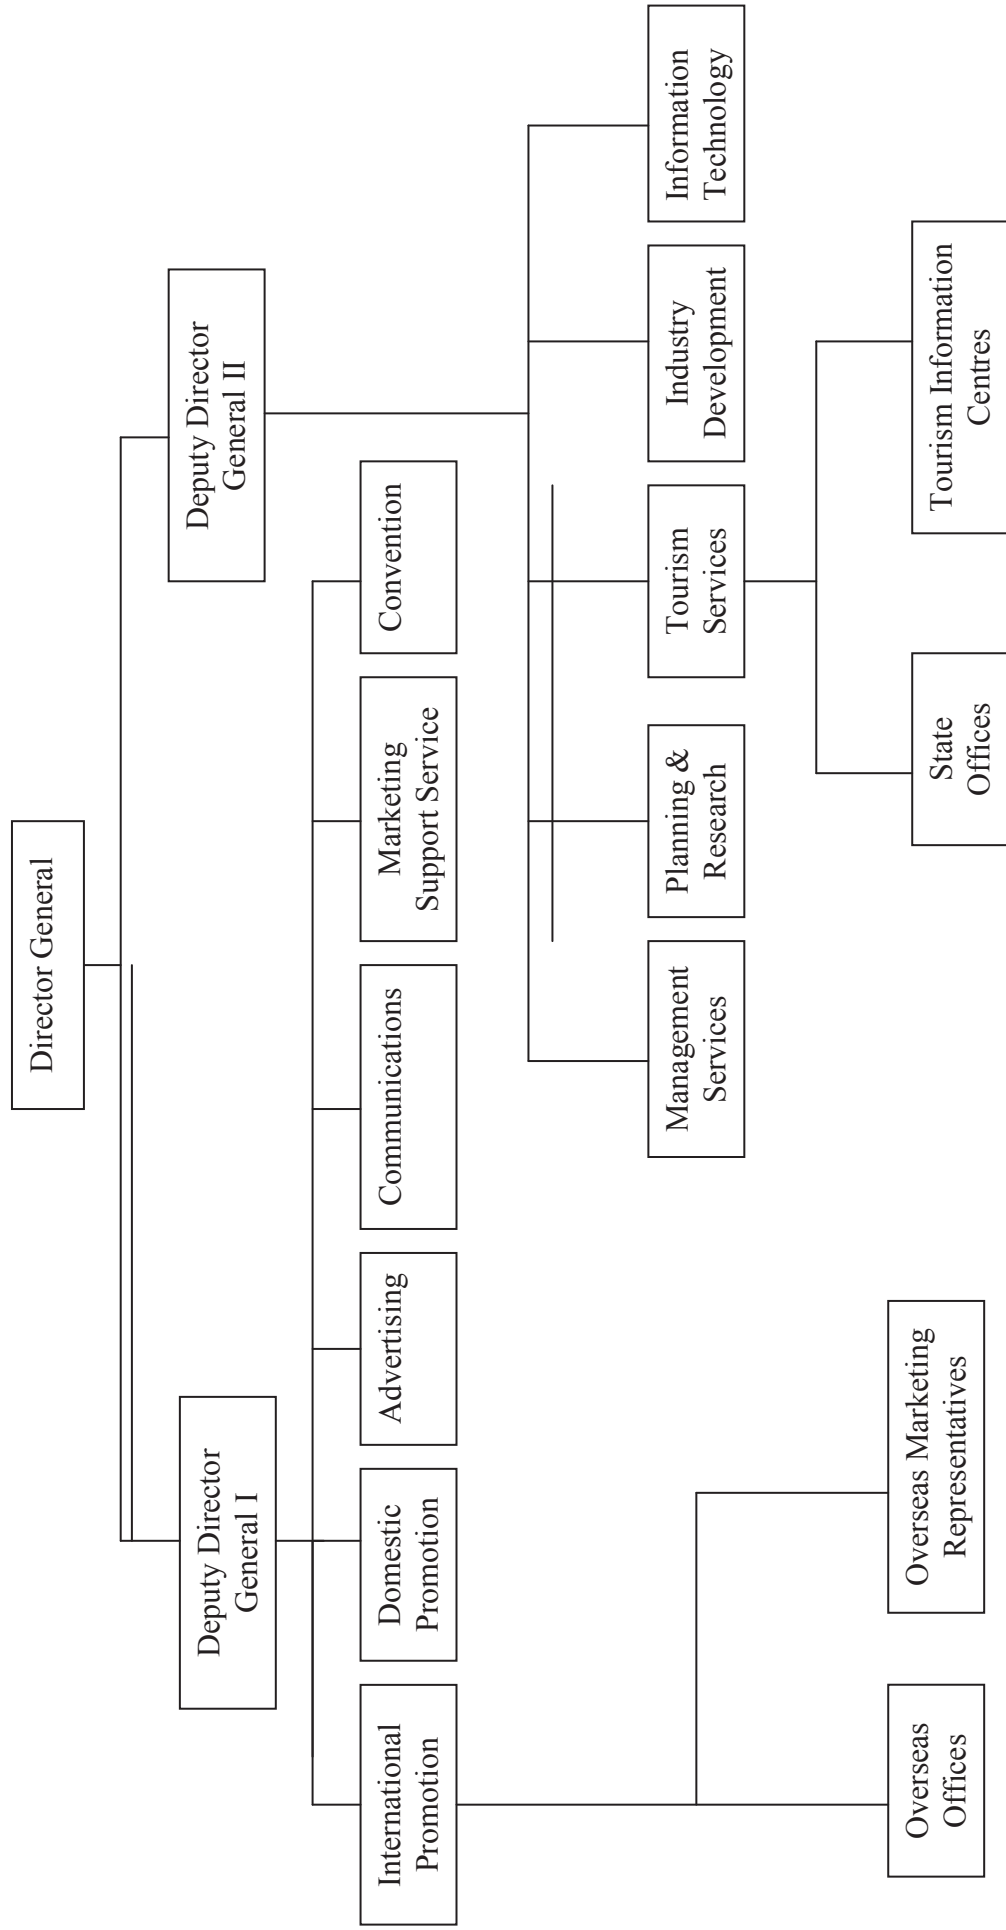 Director General
Deputy Director
General I
Deputy Director
General II
International
Promotion
Domestic
Promotion
Advertising
Communications
Marketing
Support Service
Convention
Management
Services
Planning &
Research
Tourism
Services
Industry
Development
Information
Technology
Overseas
Offices
Overseas Marketing
Representatives
State
Offices
Tourism Information
Centres